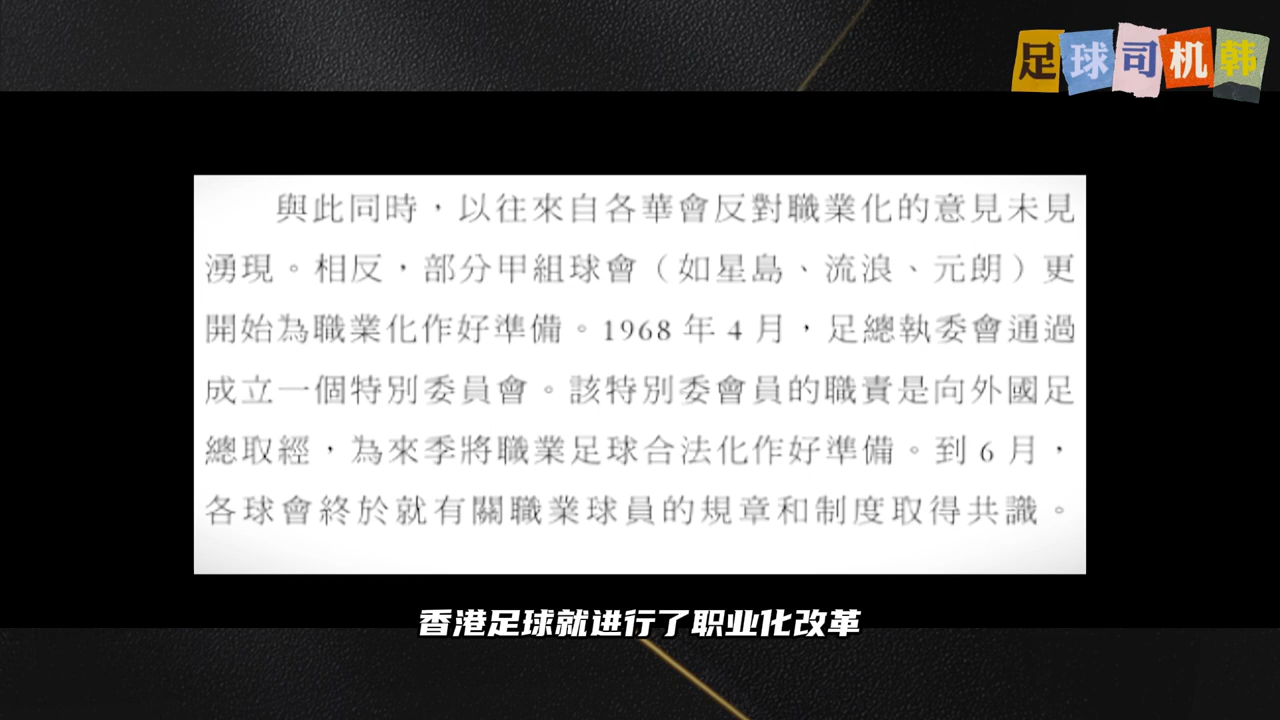 足球司机韩
與此同時，以往來自各華會反對職業化的意見未見
湧現。相反，部分甲組球會（如星島、流浪、元朗）更
開始為職業化作好準備。1968 年 4 月，足總執委會通過
成立一個特別委員會。該特別委會員的職責是向外國足
總取經，為來季將職業足球合法化作好準備。到 6 月，
各球會終於就有關職業球員的規章和制度取得共識。
香港足球就进行了职业化改革